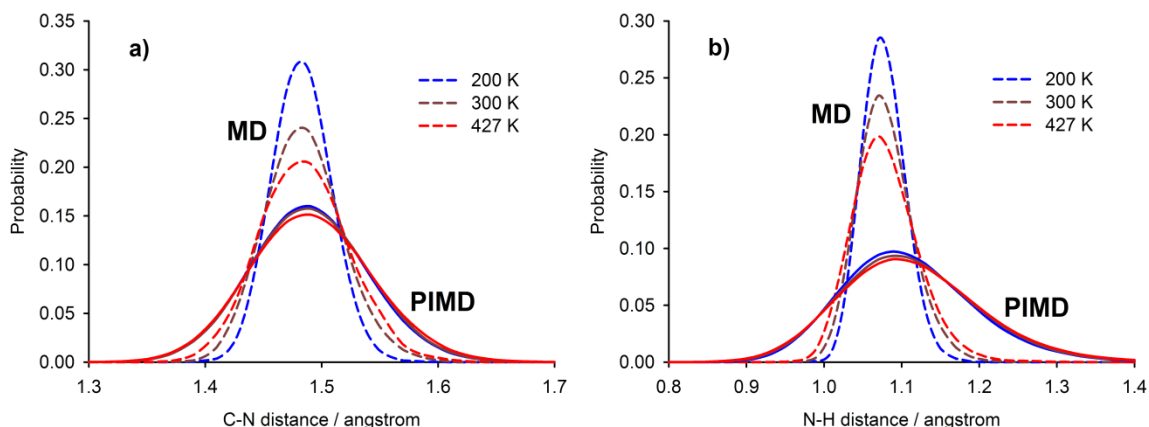 a)
0.35
0.30
0.25
0.20
0.15
0.10
0.05
0.00
Probability
1.3
1.4
1.5
1.6
1.7
C-N distance / angstrom
200 K
300 K
427 K
MD
PIMD
b)
0.30
0.25
0.20
0.15
0.10
0.05
0.00
Probability
0.8
0.9
1.0
1.1
1.2
1.3
1.4
N-H distance / angstrom
200 K
300 K
427 K
MD
PIMD